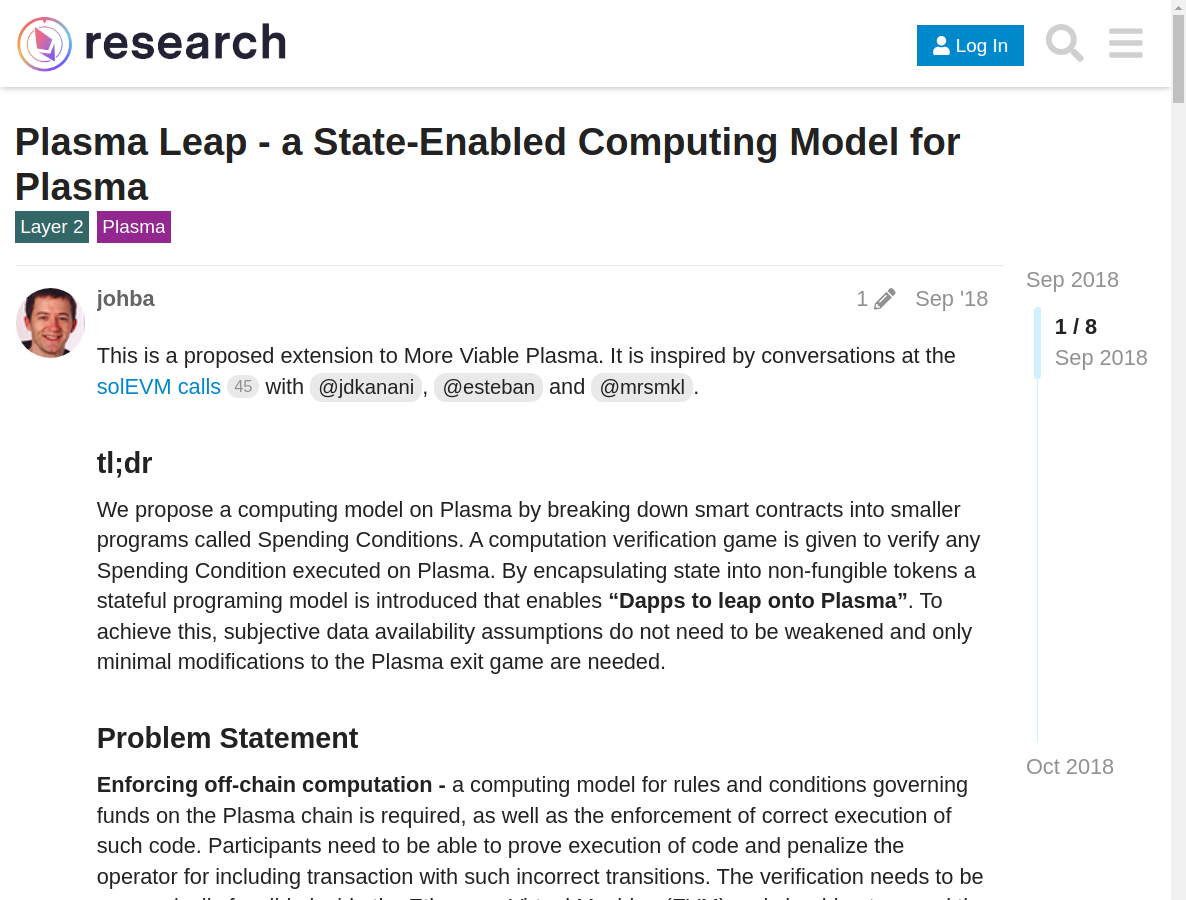 research
Log In
Plasma Leap - a State-Enabled Computing Model for
Plasma
Layer 2 Plasma
johba 1 Sep '18
This is a proposed extension to More Viable Plasma. It is inspired by conversations at the
solEVM calls 45 with @jdkanani, @esteban and @mrsmkl.
tl;dr
We propose a computing model on Plasma by breaking down smart contracts into smaller
programs called Spending Conditions. A computation verification game is given to verify any
Spending Condition executed on Plasma. By encapsulating state into non-fungible tokens a
stateful programing model is introduced that enables “Dapps to leap onto Plasma”. To
achieve this, subjective data availability assumptions do not need to be weakened and only
minimal modifications to the Plasma exit game are needed.
Problem Statement
Enforcing off-chain computation - a computing model for rules and conditions governing
funds on the Plasma chain is required, as well as the enforcement of correct execution of
such code. Participants need to be able to prove execution of code and penalize the
operator for including transaction with such incorrect transitions. The verification needs to be
Sep 2018
1 / 8
Sep 2018
Oct 2018